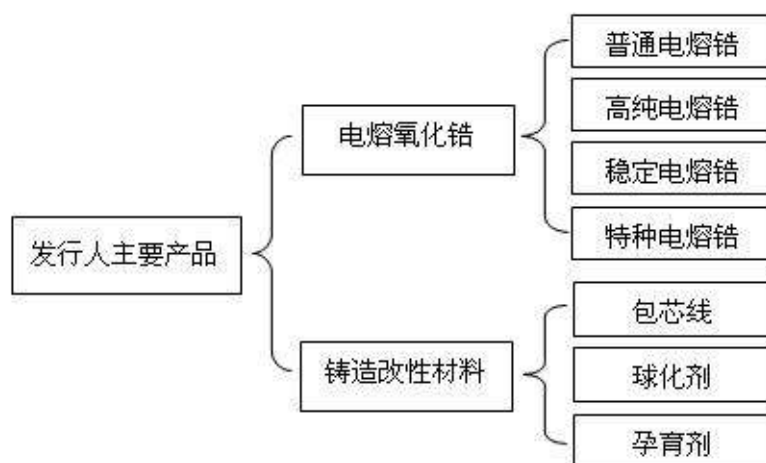 发行人主要产品
电熔氧化锆
普通电熔锆
高纯电熔锆
稳定电熔锆
特种电熔锆
铸造改性材料
包芯线
球化剂
孕育剂